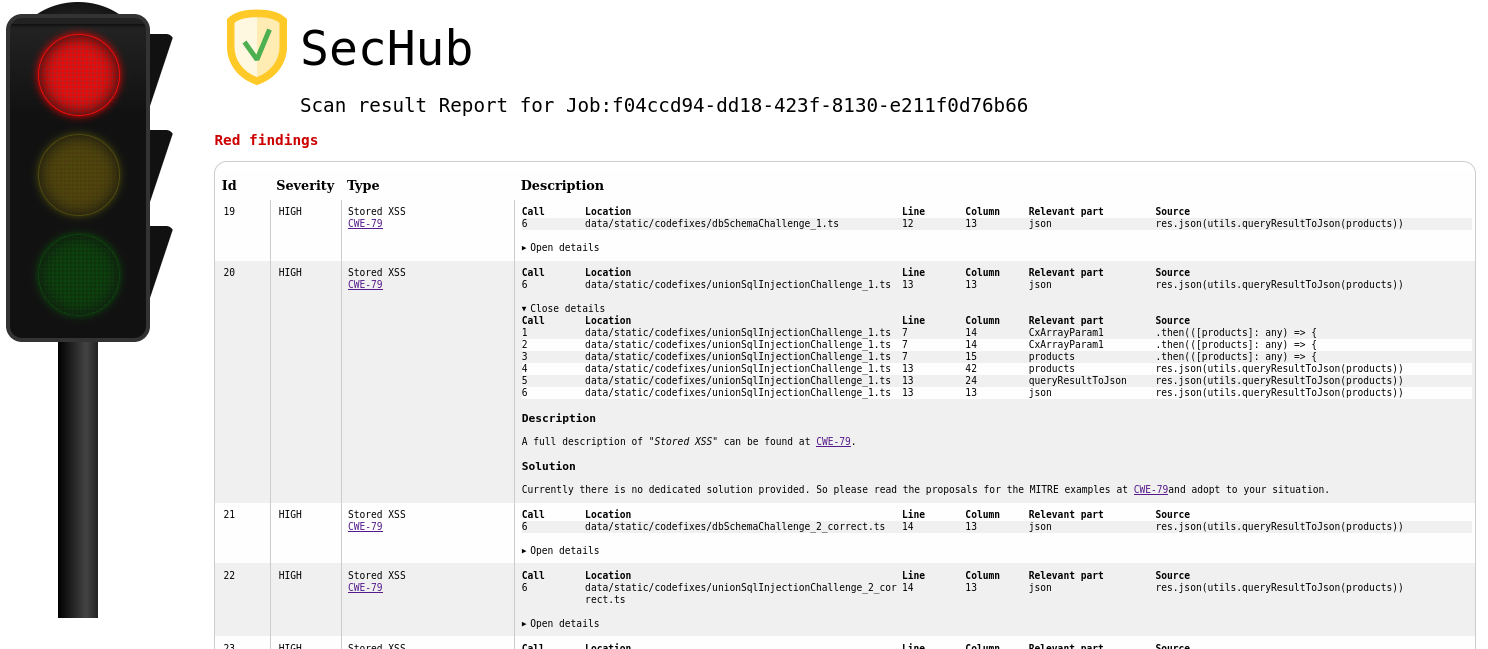 SecHub
Scan result Report for Job:f04ccd94-dd18-423f-8130-e211f0d76b66
Red findings
Id Severity Type Description
19 HIGH Stored XSS Call Location Line Column Relevant part Source
CWE-79 6 data/static/codefixes/dbSchemaChallenge_1.ts 12 13 json res.json(utils.queryResultToJson(products))
▸ Open details
20 HIGH Stored XSS Call Location Line Column Relevant part Source
CWE-79 6 data/static/codefixes/unionSqlInjectionChallenge_1.ts 13 13 json res.json(utils.queryResultToJson(products))
▾ Close details
Call Location Line Column Relevant part Source
1 data/static/codefixes/unionSqlInjectionChallenge_1.ts 7 14 CxArrayParam1 .then(([products]: any) => {
2 data/static/codefixes/unionSqlInjectionChallenge_1.ts 7 14 CxArrayParam1 .then(([products]: any) => {
3 data/static/codefixes/unionSqlInjectionChallenge_1.ts 7 15 products .then(([products]: any) => {
4 data/static/codefixes/unionSqlInjectionChallenge_1.ts 13 42 products res.json(utils.queryResultToJson(products))
5 data/static/codefixes/unionSqlInjectionChallenge_1.ts 13 24 queryResultToJson res.json(utils.queryResultToJson(products))
6 data/static/codefixes/unionSqlInjectionChallenge_1.ts 13 13 json res.json(utils.queryResultToJson(products))
Description
A full description of "Stored XSS" can be found at CWE-79.
Solution
Currently there is no dedicated solution provided. So please read the proposals for the MITRE examples at CWE-79and adopt to your situation.
21 HIGH Stored XSS Call Location Line Column Relevant part Source
CWE-79 6 data/static/codefixes/dbSchemaChallenge_2_correct.ts 14 13 json res.json(utils.queryResultToJson(products))
▸ Open details
22 HIGH Stored XSS Call Location Line Column Relevant part Source
CWE-79 6 data/static/codefixes/unionSqlInjectionChallenge_2_cor 14 13 json res.json(utils.queryResultToJson(products))
rect.ts
▸ Open details
23 HIGH Stored XSS Call Location Line Column Relevant part Source